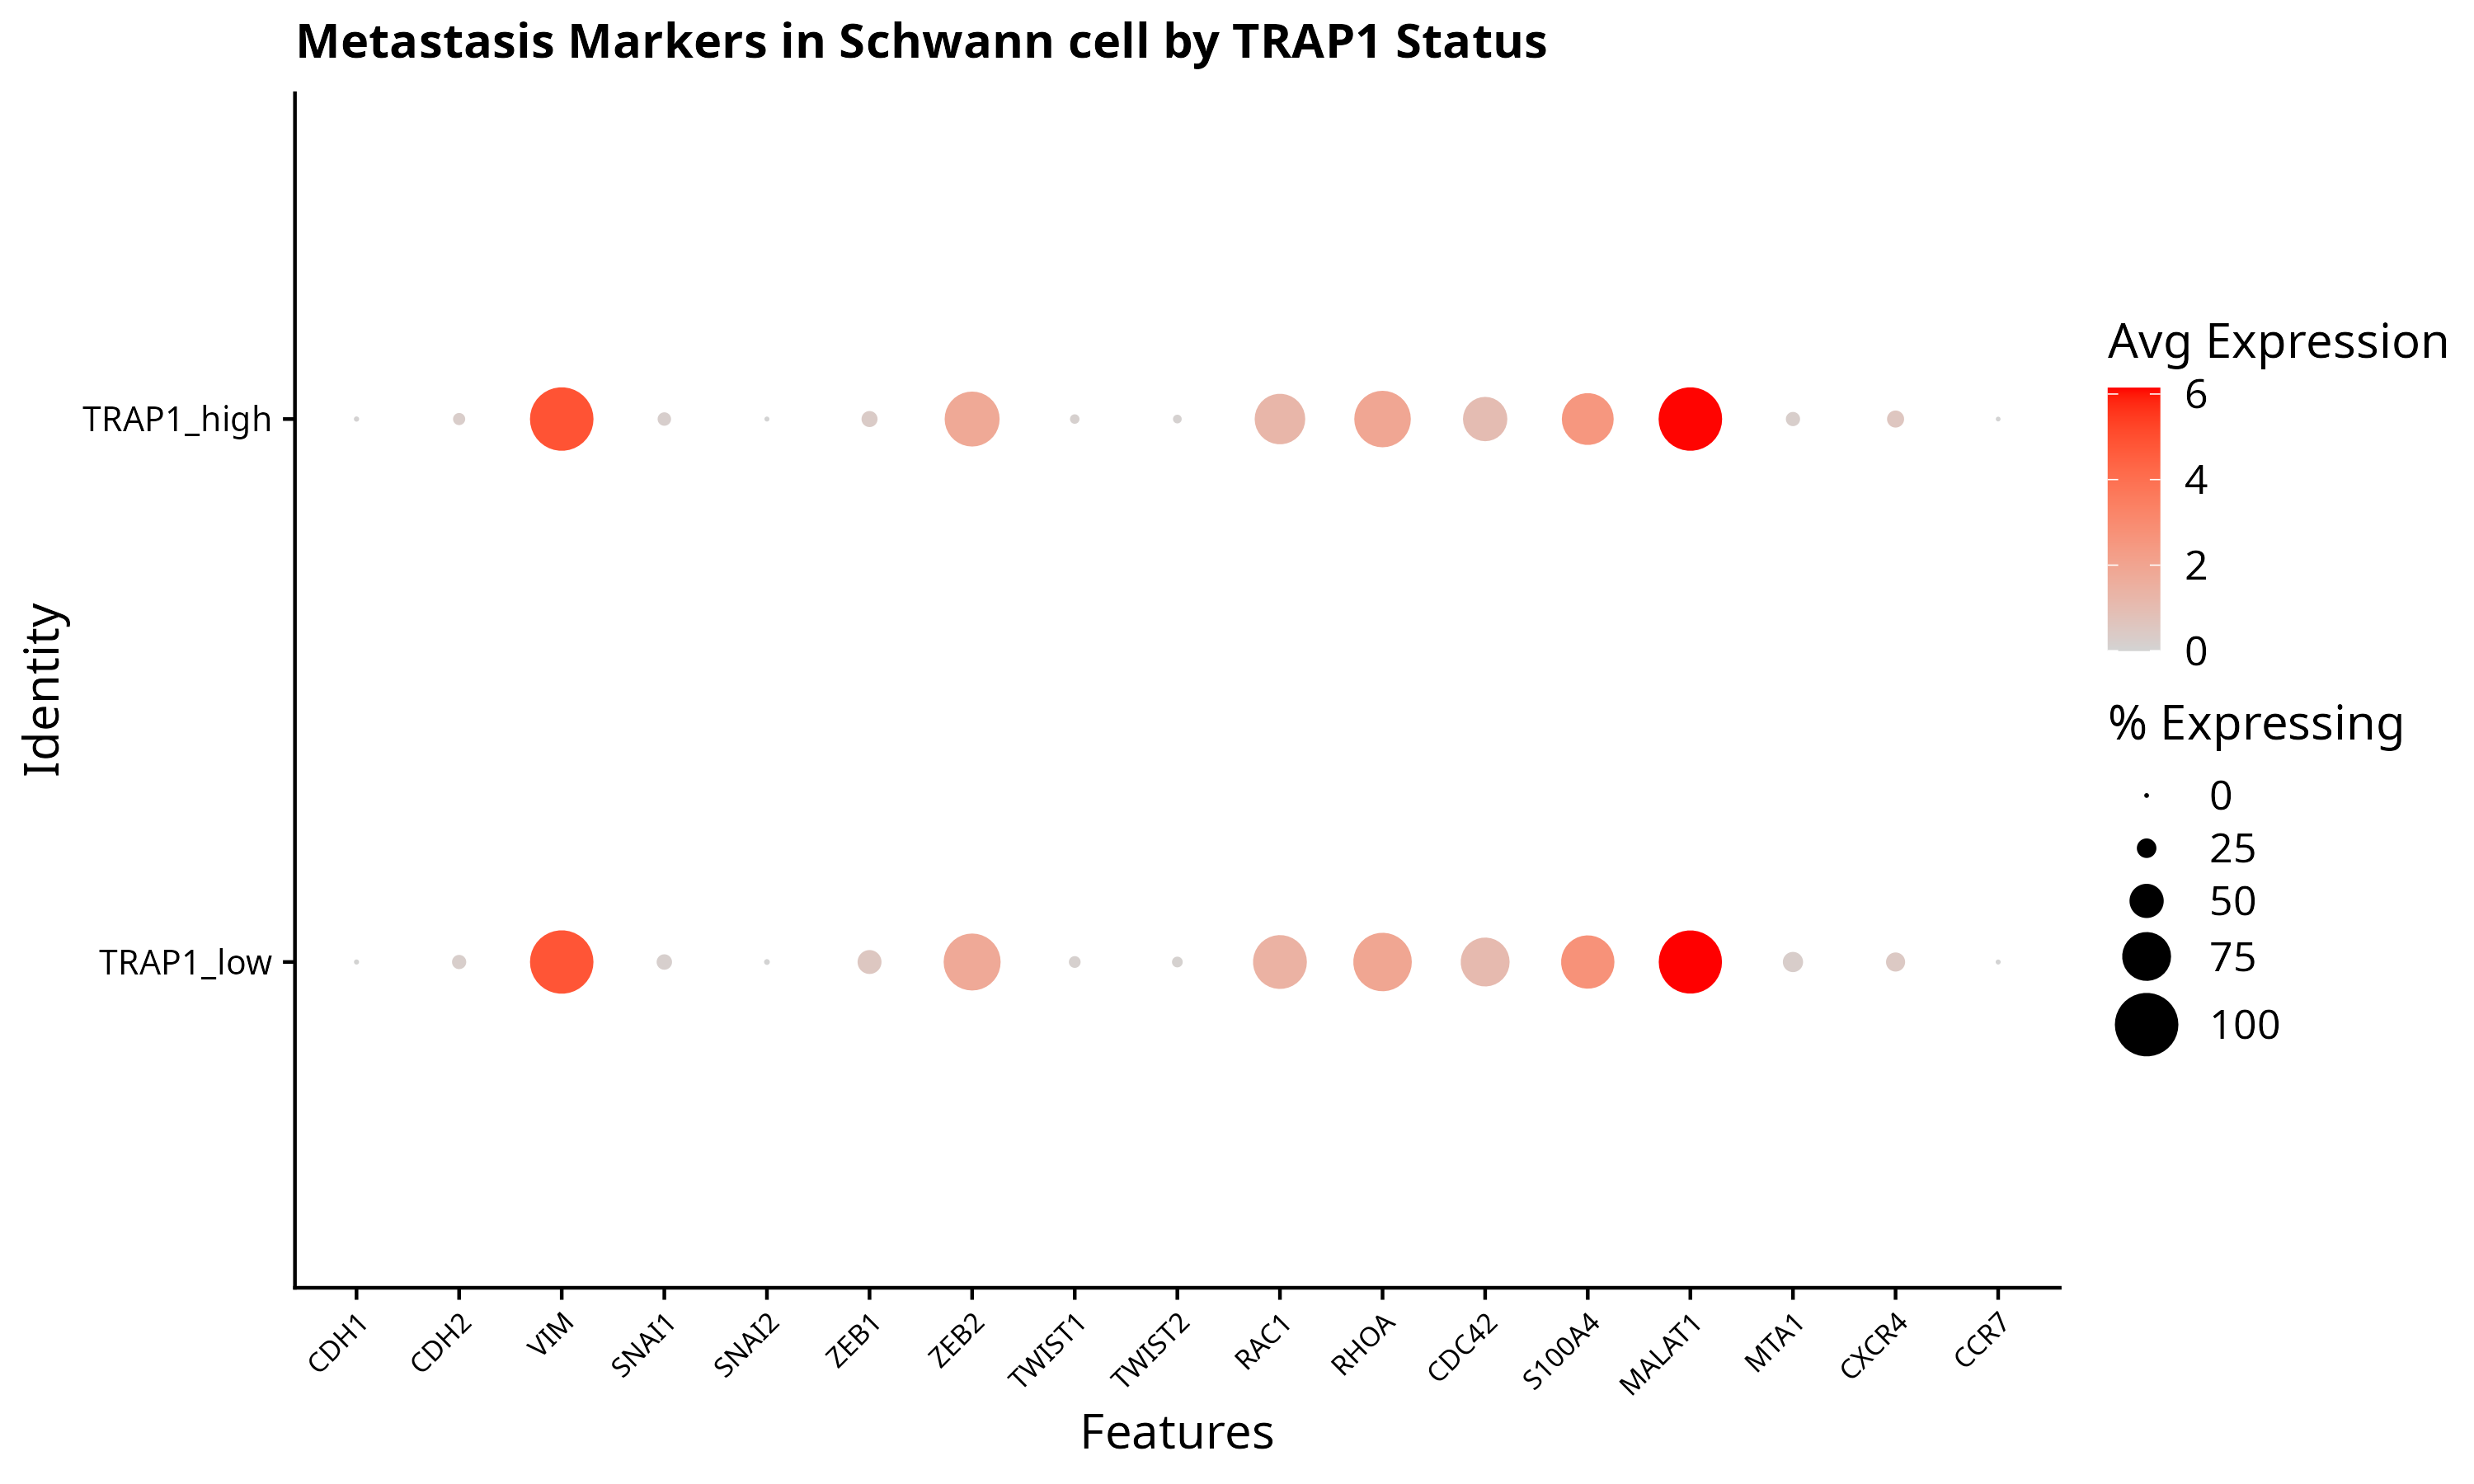 Metastasis Markers in Schwann cell by TRAP1 Status
Identity
TRAP1_high
TRAP1_low
CDH1
CDH2
VIM
SNAI1
SNAI2
ZEB1
ZEB2
TWIST1
TWIST2
RAC1
RHOA
CDC42
S100A4
MALAT1
MTA1
CXCR4
CCR7
Features
Avg Expression
6
4
2
0
% Expressing
0
25
50
75
100